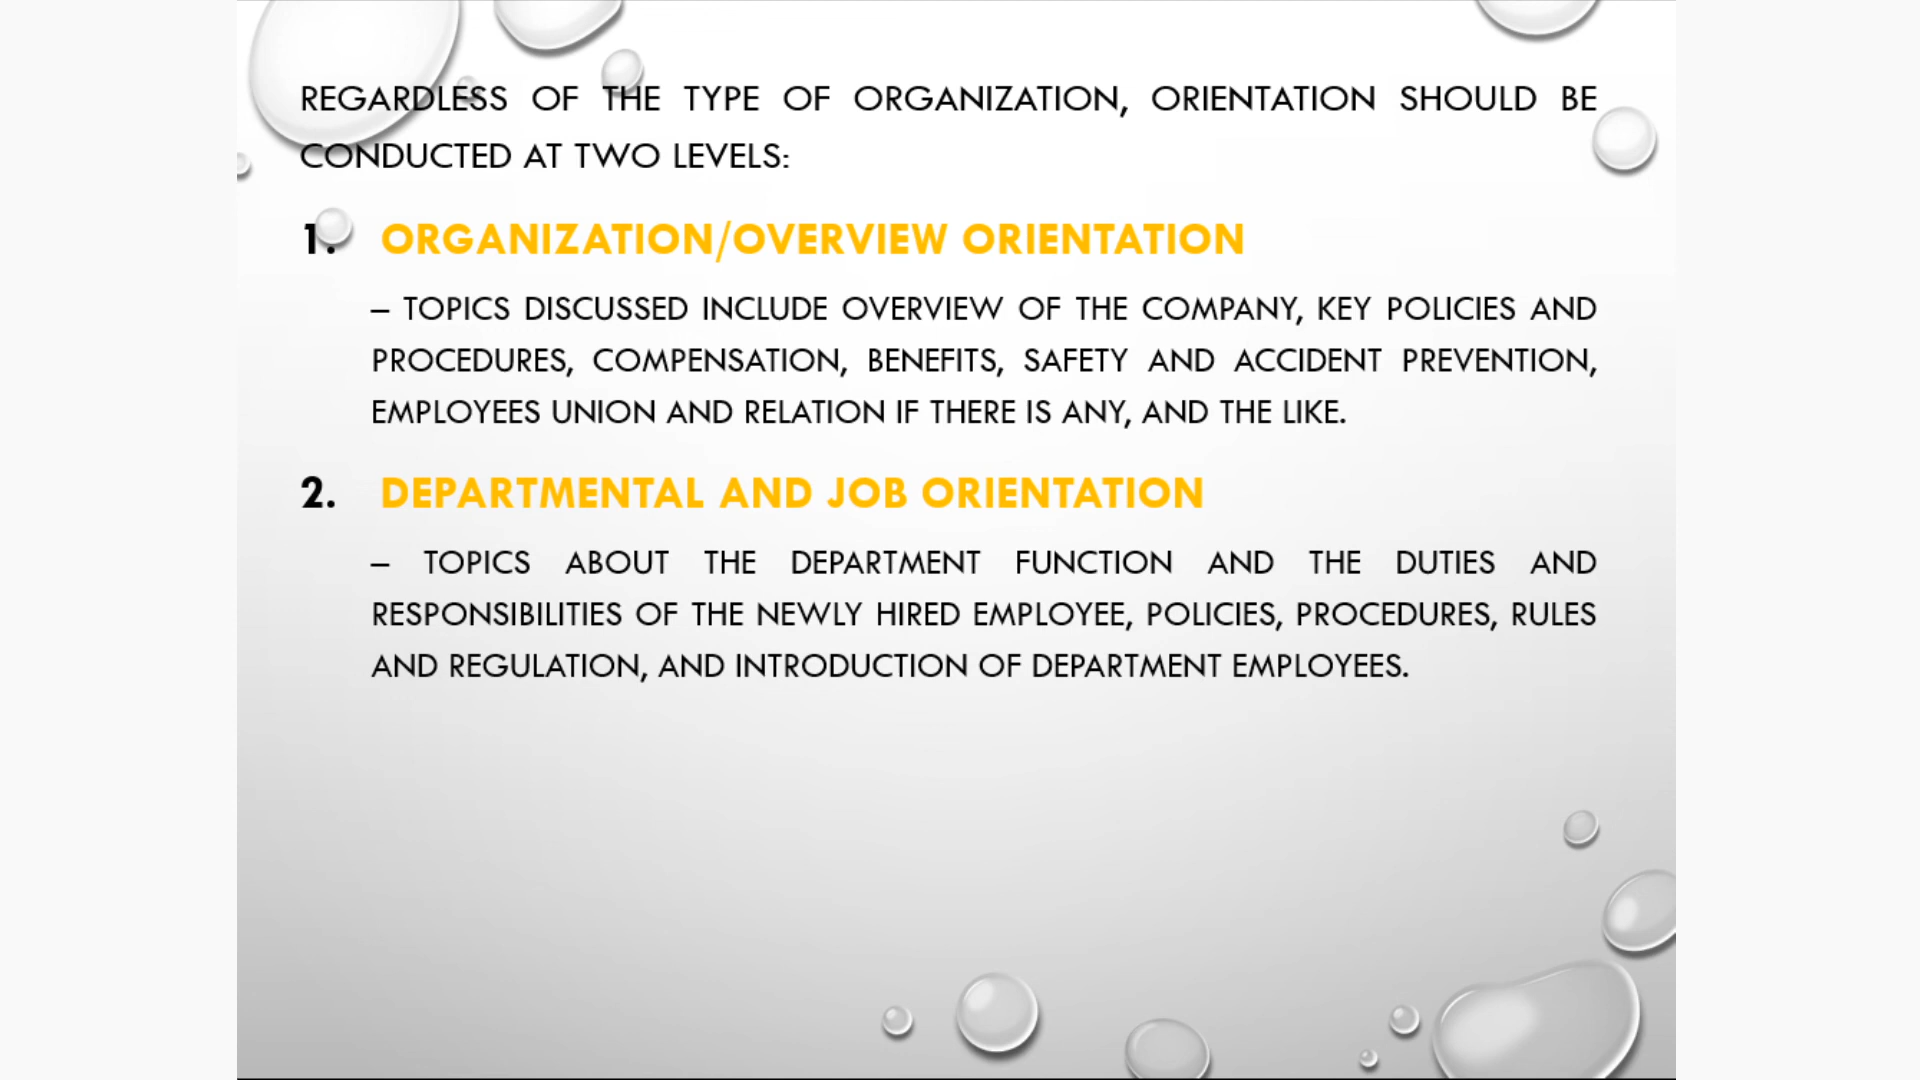 REGARDLESS OF THE TYPE OF ORGANIZATION, ORIENTATION SHOULD BE
CONDUCTED AT TWO LEVELS:
1. ORGANIZATION/OVERVIEW ORIENTATION
– TOPICS DISCUSSED INCLUDE OVERVIEW OF THE COMPANY, KEY POLICIES AND
PROCEDURES, COMPENSATION, BENEFITS, SAFETY AND ACCIDENT PREVENTION,
EMPLOYEES UNION AND RELATION IF THERE IS ANY, AND THE LIKE.
2. DEPARTMENTAL AND JOB ORIENTATION
– TOPICS ABOUT THE DEPARTMENT FUNCTION AND THE DUTIES AND
RESPONSIBILITIES OF THE NEWLY HIRED EMPLOYEE, POLICIES, PROCEDURES, RULES
AND REGULATION, AND INTRODUCTION OF DEPARTMENT EMPLOYEES.